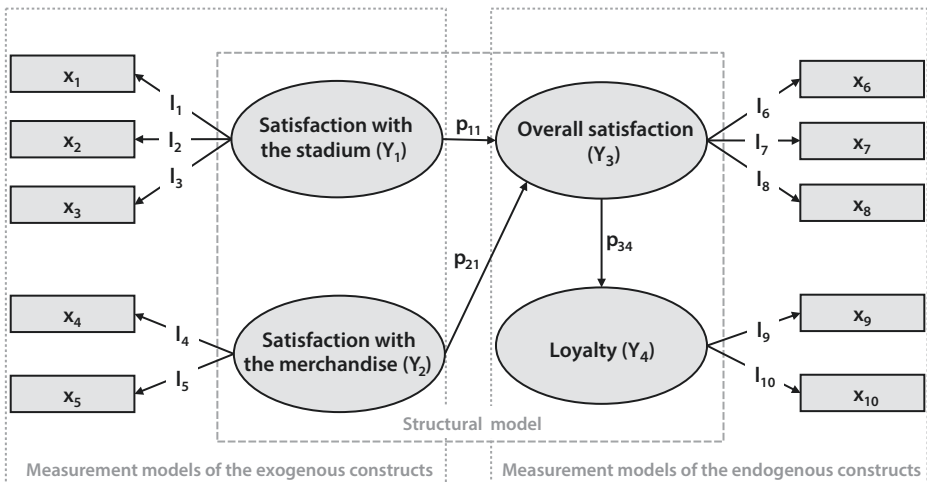 x₁
x₂
x₃
x₄
x₅
l₁
l₂
l₃
l₄
l₅
Satisfaction with
the stadium (Y₁)
Satisfaction with
the merchandise (Y₂)
p₁₁
p₂₁
Overall satisfaction
(Y₃)
p₃₄
Loyalty (Y₄)
l₆
l₇
l₈
l₉
l₁₀
x₆
x₇
x₈
x₉
x₁₀
Structural model
Measurement models of the exogenous constructs
Measurement models of the endogenous constructs